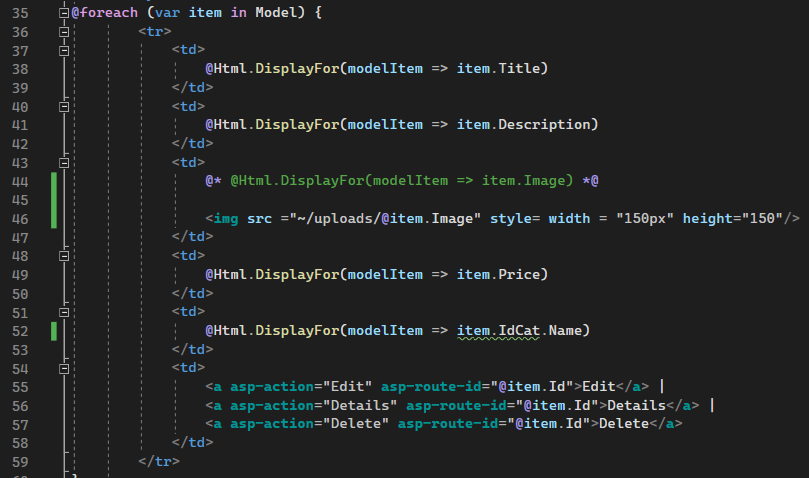 35 @foreach (var item in Model) {
36 <tr>
37 <td>
38 @Html.DisplayFor(modelItem => item.Title)
39 </td>
40 <td>
41 @Html.DisplayFor(modelItem => item.Description)
42 </td>
43 <td>
44 @* @Html.DisplayFor(modelItem => item.Image) *@
45
46 <img src ="~/uploads/@item.Image" style= width = "150px" height="150"/>
47 </td>
48 <td>
49 @Html.DisplayFor(modelItem => item.Price)
50 </td>
51 <td>
52 @Html.DisplayFor(modelItem => item.IdCat.Name)
53 </td>
54 <td>
55 <a asp-action="Edit" asp-route-id="@item.Id">Edit</a> |
56 <a asp-action="Details" asp-route-id="@item.Id">Details</a> |
57 <a asp-action="Delete" asp-route-id="@item.Id">Delete</a>
58 </td>
59 </tr>